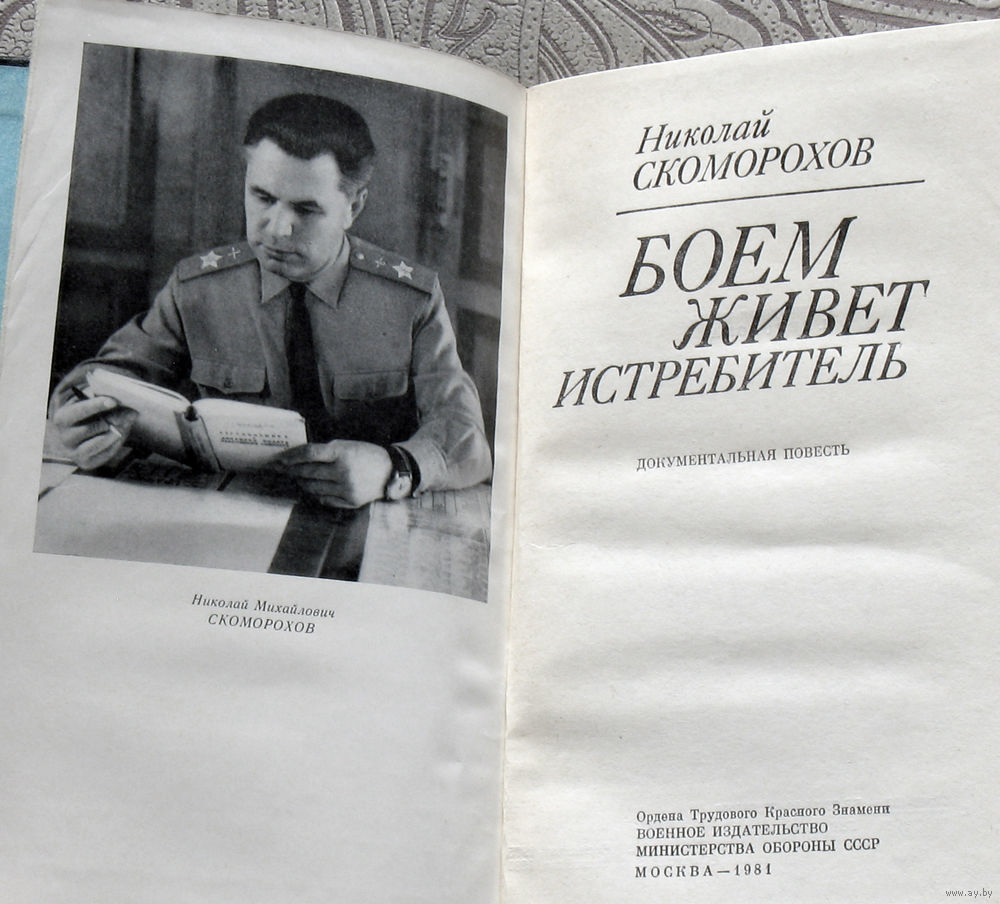 Николай Михайлович
СКОМОРОХОВ
Николай
СКОМОРОХОВ
БОЕМ
ЖИВЕТ
ИСТРЕБИТЕЛЬ
ДОКУМЕНТАЛЬНАЯ ПОВЕСТЬ
Ордена Трудового Красного Знамени
ВОЕННОЕ ИЗДАТЕЛЬСТВО
МИНИСТЕРСТВА ОБОРОНЫ СССР
МОСКВА—1981
www.ay.by